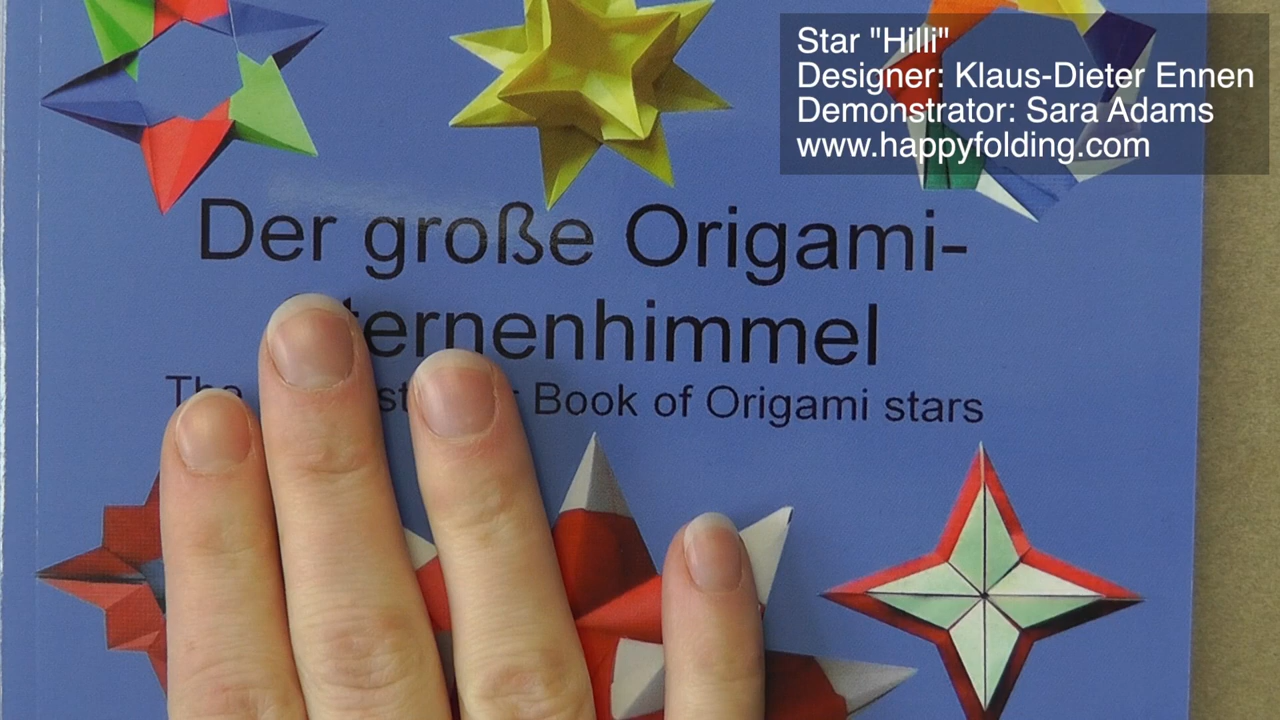 Star "Hilli"
Designer: Klaus-Dieter Ennen
Demonstrator: Sara Adams
www.happyfolding.com
Der große Origami-
ternenhimmel
Book of Origami stars